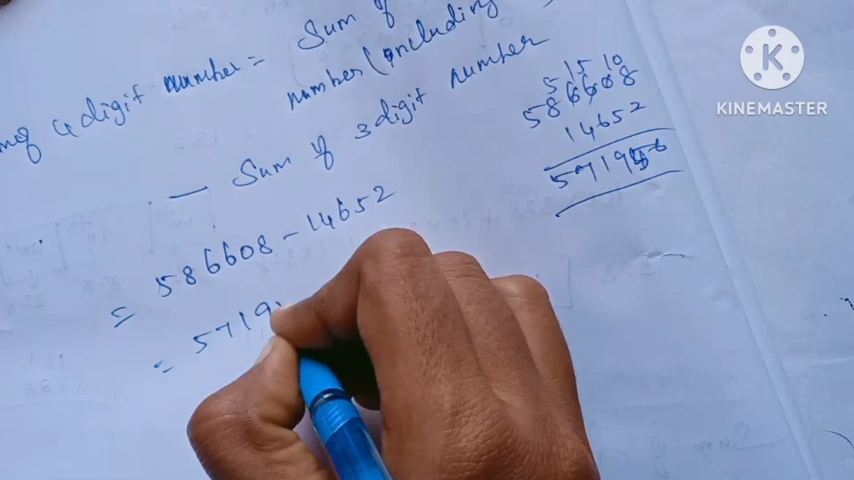 Sum of
of 4 digit number =
number (including
— Sum of 3 digit number
= 586608 - 14652
= 5719
5 15 10
586608
14652
571956
K
KINEMASTER